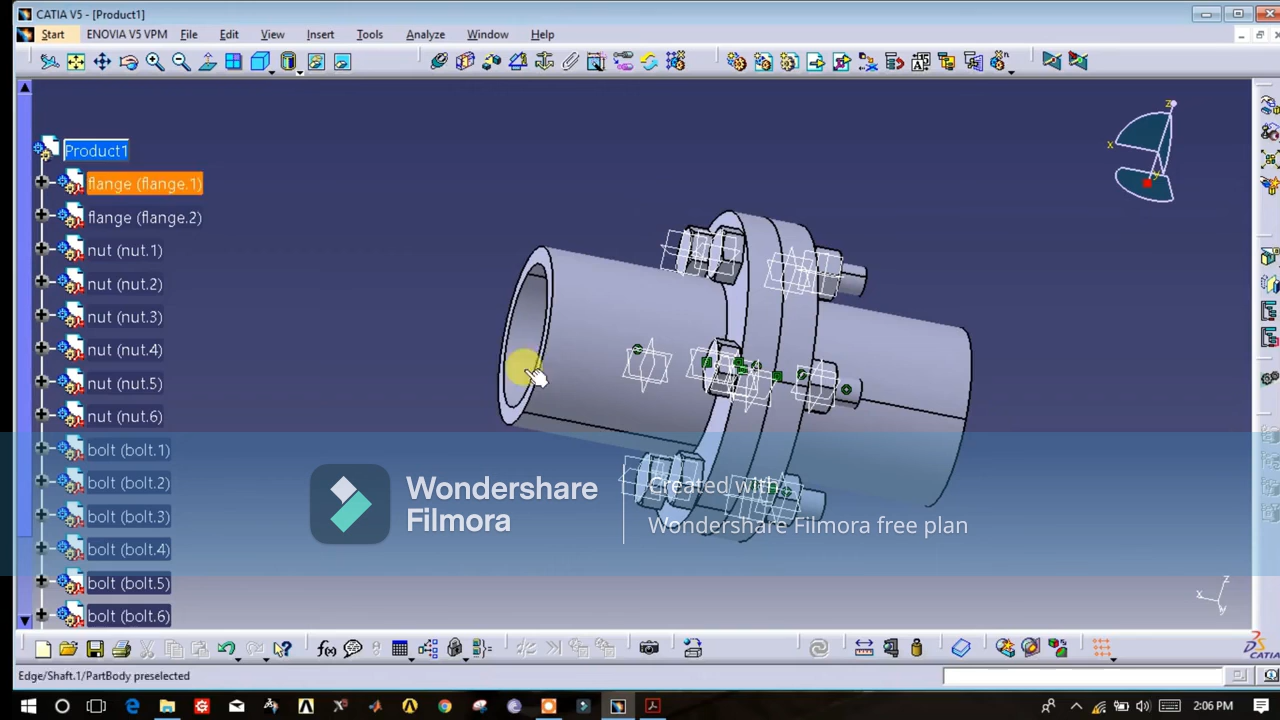 CATIA V5 - [Product1]
Start ENOVIA V5 VPM File Edit View Insert Tools Analyze Window Help
z
x
y
Product1
flange (flange.1)
flange (flange.2)
nut (nut.1)
nut (nut.2)
nut (nut.3)
nut (nut.4)
nut (nut.5)
nut (nut.6)
bolt (bolt.1)
bolt (bolt.2)
bolt (bolt.3)
bolt (bolt.4)
bolt (bolt.5)
bolt (bolt.6)
Wondershare
Filmora
Created with
Wondershare Filmora free plan
z
x
y
f(x)
CATIA
Edge/Shaft.1/PartBody preselected
2:06 PM